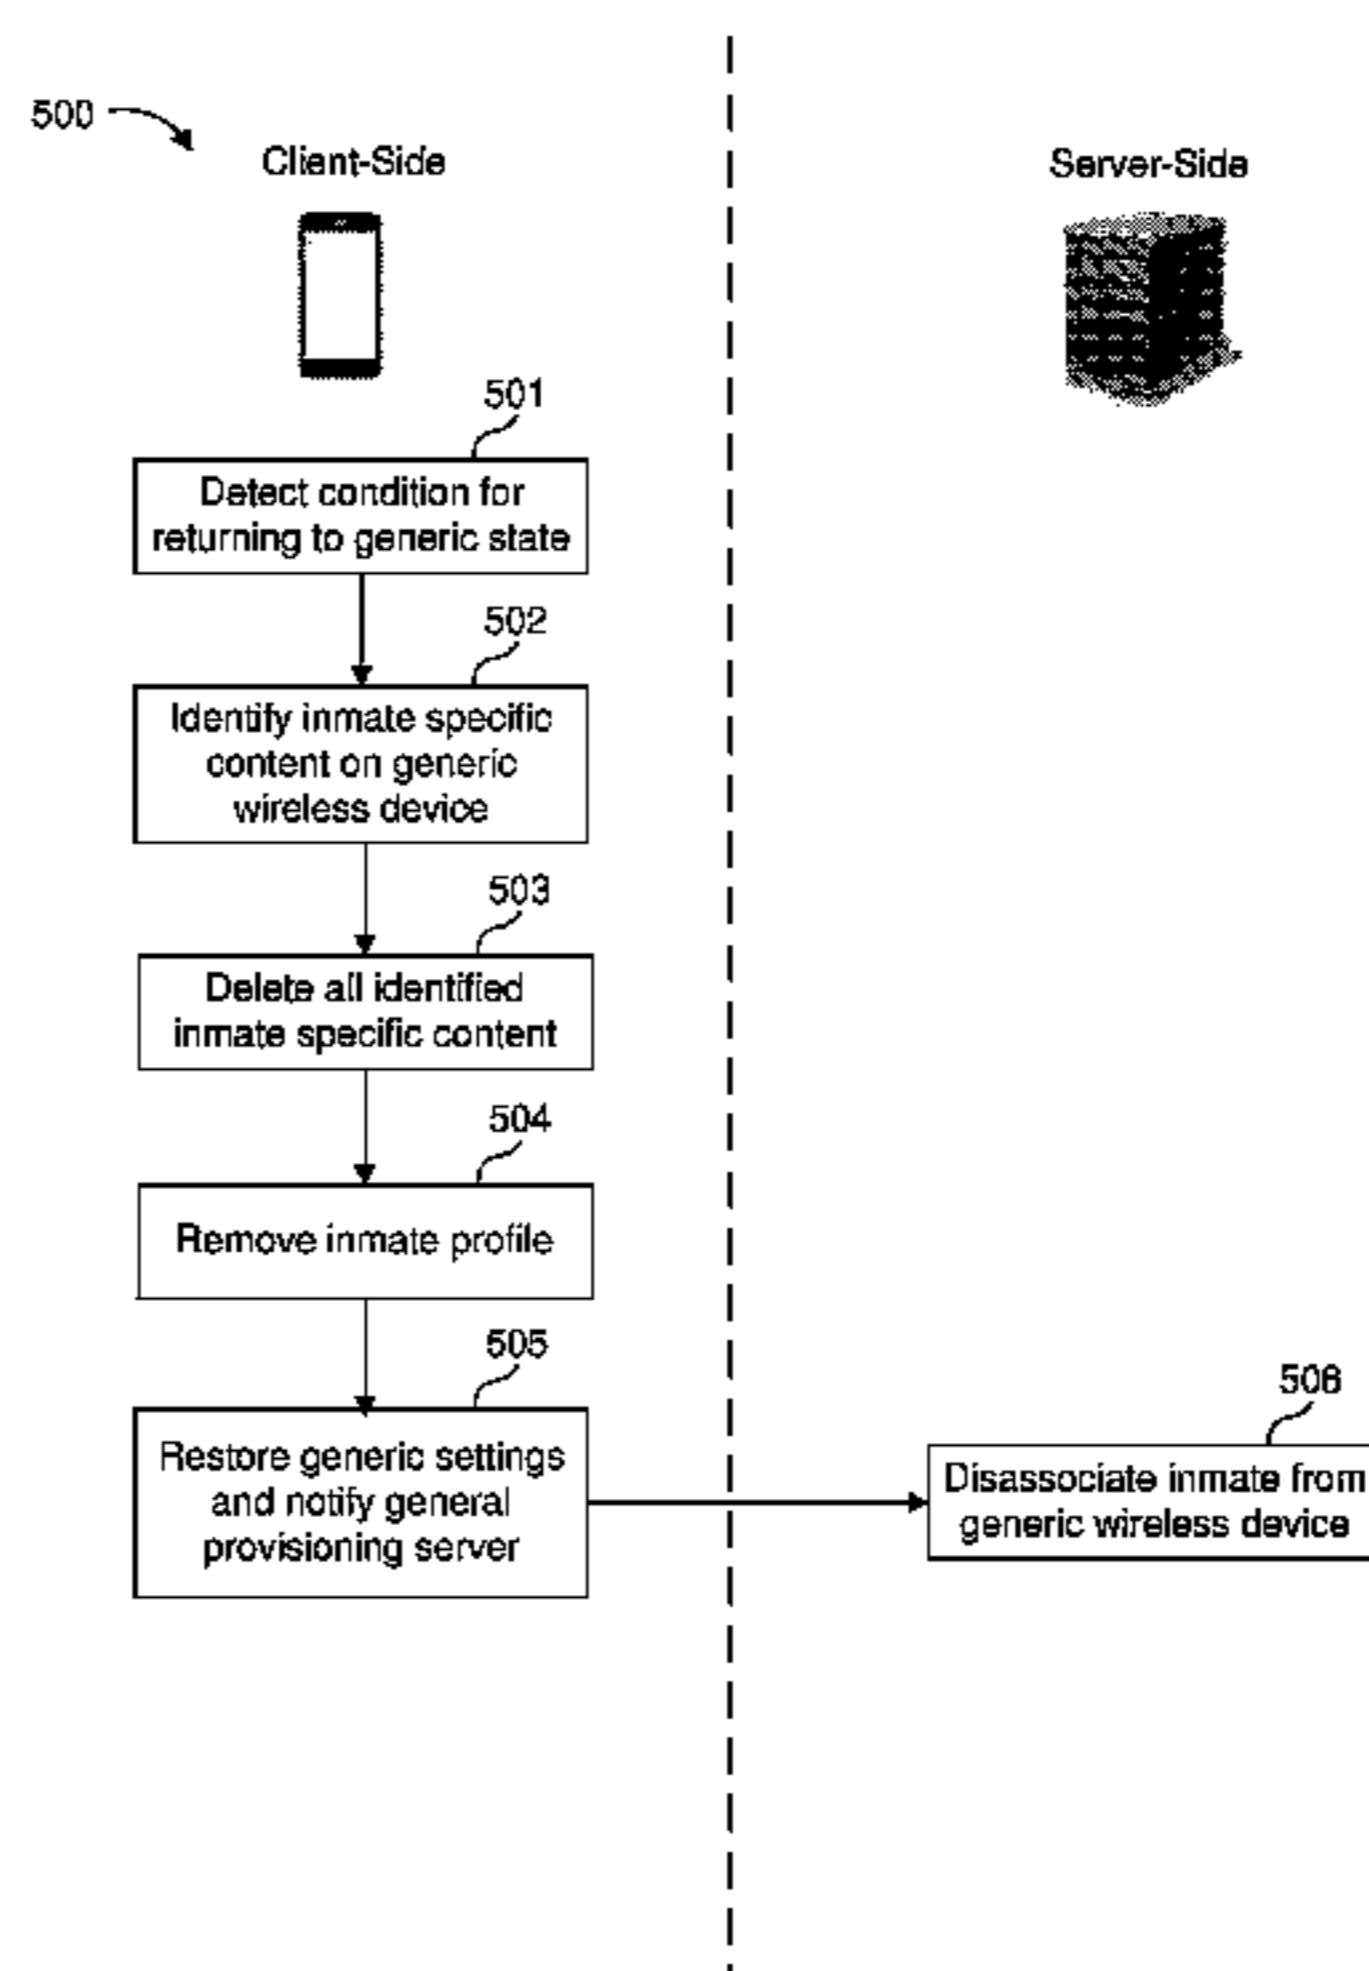 500
Client-Side
Server-Side
501
Detect condition for
returning to generic state
502
Identify inmate specific
content on generic
wireless device
503
Delete all identified
inmate specific content
504
Remove inmate profile
505
Restore generic settings
and notify general
provisioning server
506
Disassociate inmate from
generic wireless device